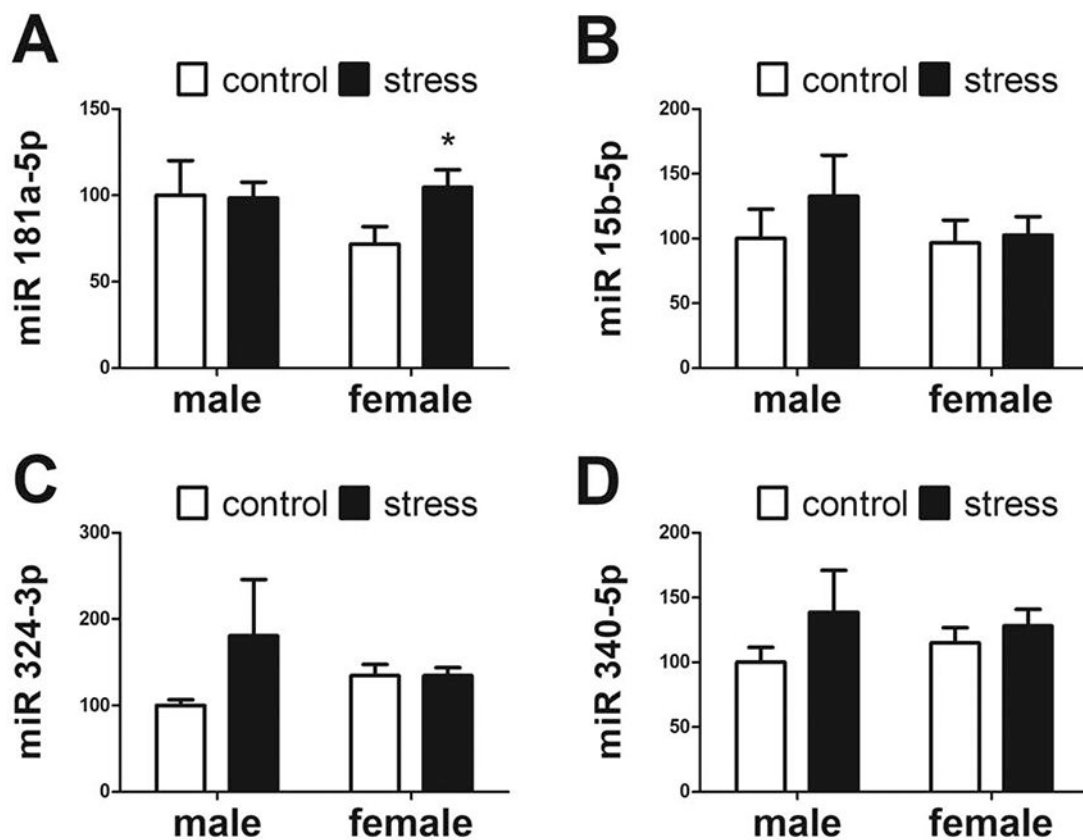 A
control stress
miR 181a-5p
150
100
50
0
*
male female
B
control stress
miR 15b-5p
200
150
100
50
0
male female
C
control stress
miR 324-3p
300
200
100
0
male female
D
control stress
miR 340-5p
200
150
100
50
0
male female